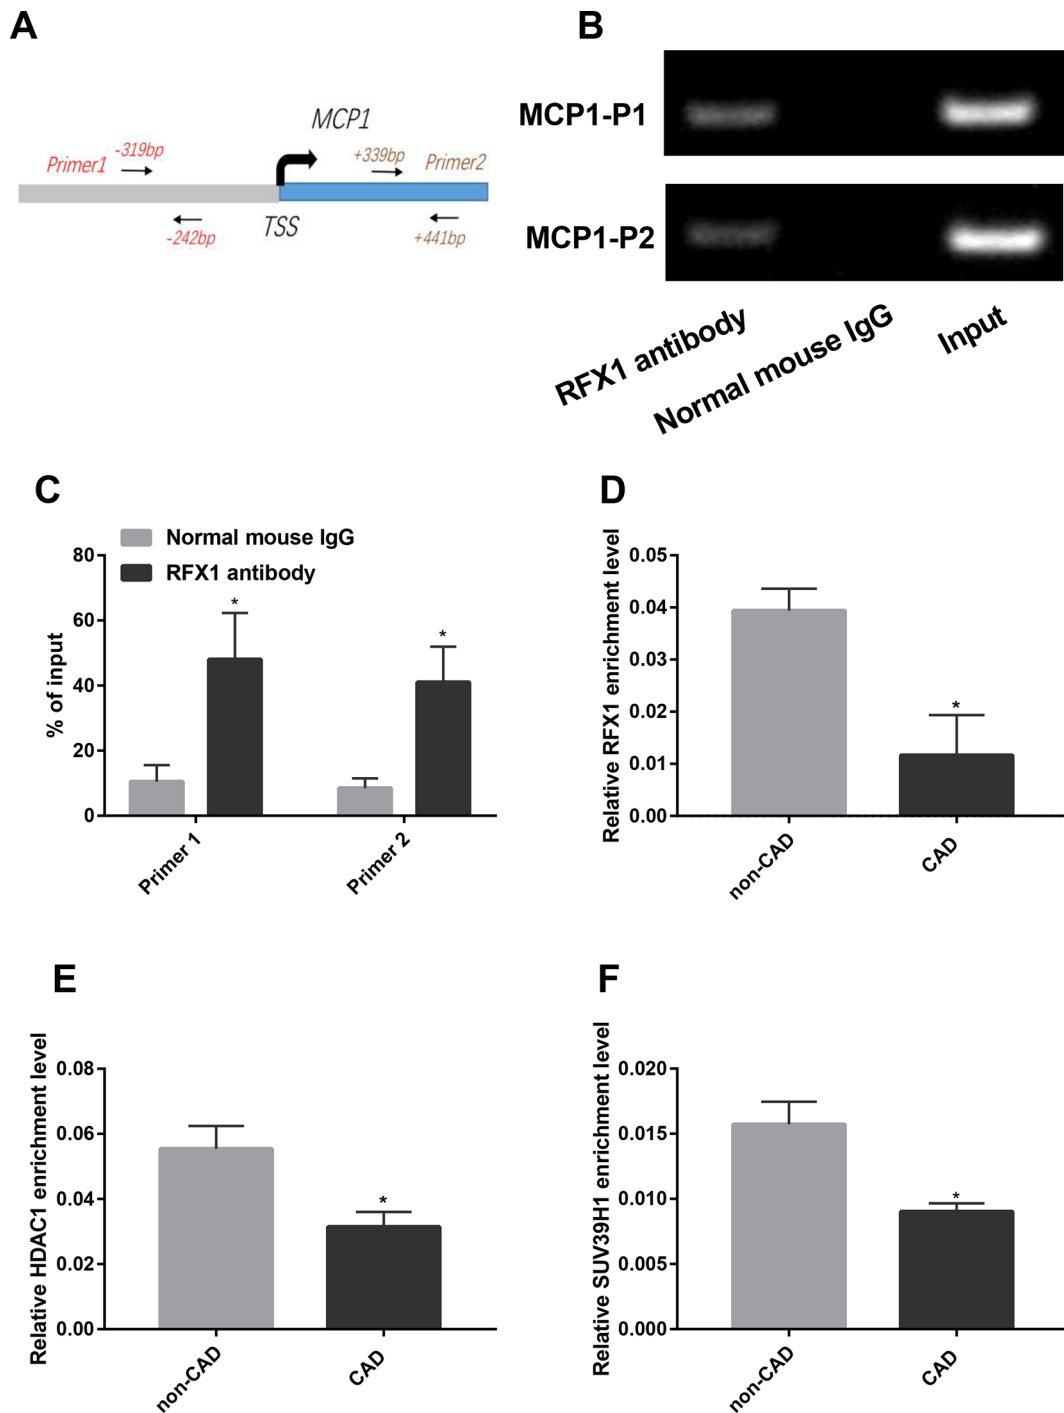 A
MCP1
Primer1
-319bp
+339bp
Primer2
-242bp
TSS
+441bp
B
MCP1-P1
MCP1-P2
RFX1 antibody
Normal mouse IgG
Input
C
Normal mouse IgG
RFX1 antibody
% of input
80
60
40
20
0
*
*
Primer 1
Primer 2
D
Relative RFX1 enrichment level
0.05
0.04
0.03
0.02
0.01
0.00
*
non-CAD
CAD
E
Relative HDAC1 enrichment level
0.08
0.06
0.04
0.02
0.00
*
non-CAD
CAD
F
Relative SUV39H1 enrichment level
0.020
0.015
0.010
0.005
0.000
*
non-CAD
CAD